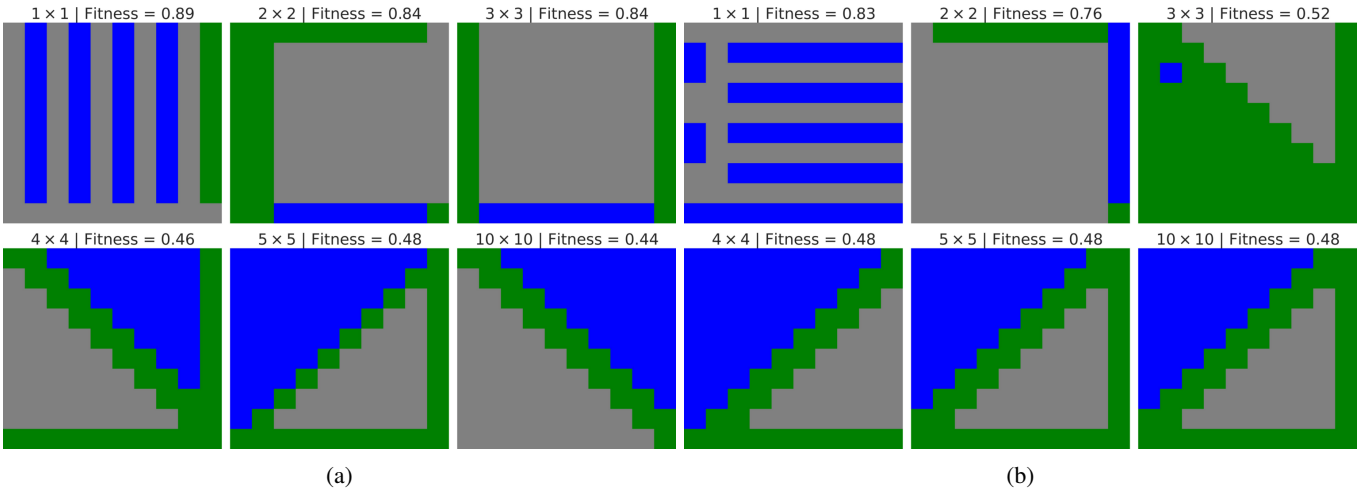 1 × 1 | Fitness = 0.89
2 × 2 | Fitness = 0.84
3 × 3 | Fitness = 0.84
1 × 1 | Fitness = 0.83
2 × 2 | Fitness = 0.76
3 × 3 | Fitness = 0.52
4 × 4 | Fitness = 0.46
5 × 5 | Fitness = 0.48
10 × 10 | Fitness = 0.44
4 × 4 | Fitness = 0.48
5 × 5 | Fitness = 0.48
10 × 10 | Fitness = 0.48
(a)
(b)